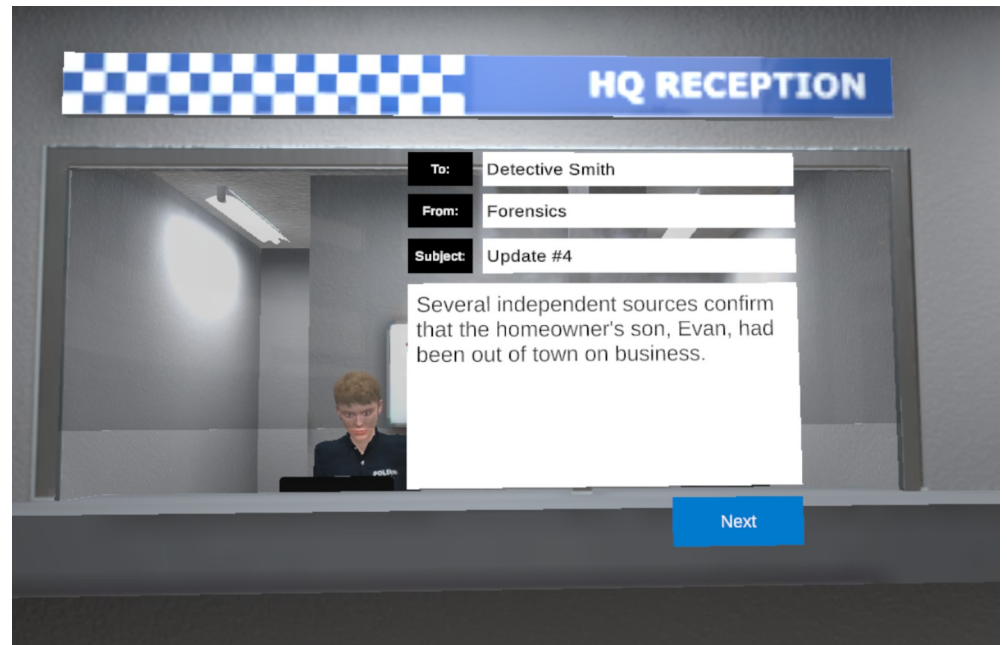 HQ RECEPTION
To: Detective Smith
From: Forensics
Subject: Update #4
Several independent sources confirm
that the homeowner's son, Evan, had
been out of town on business.
POLICE
Next